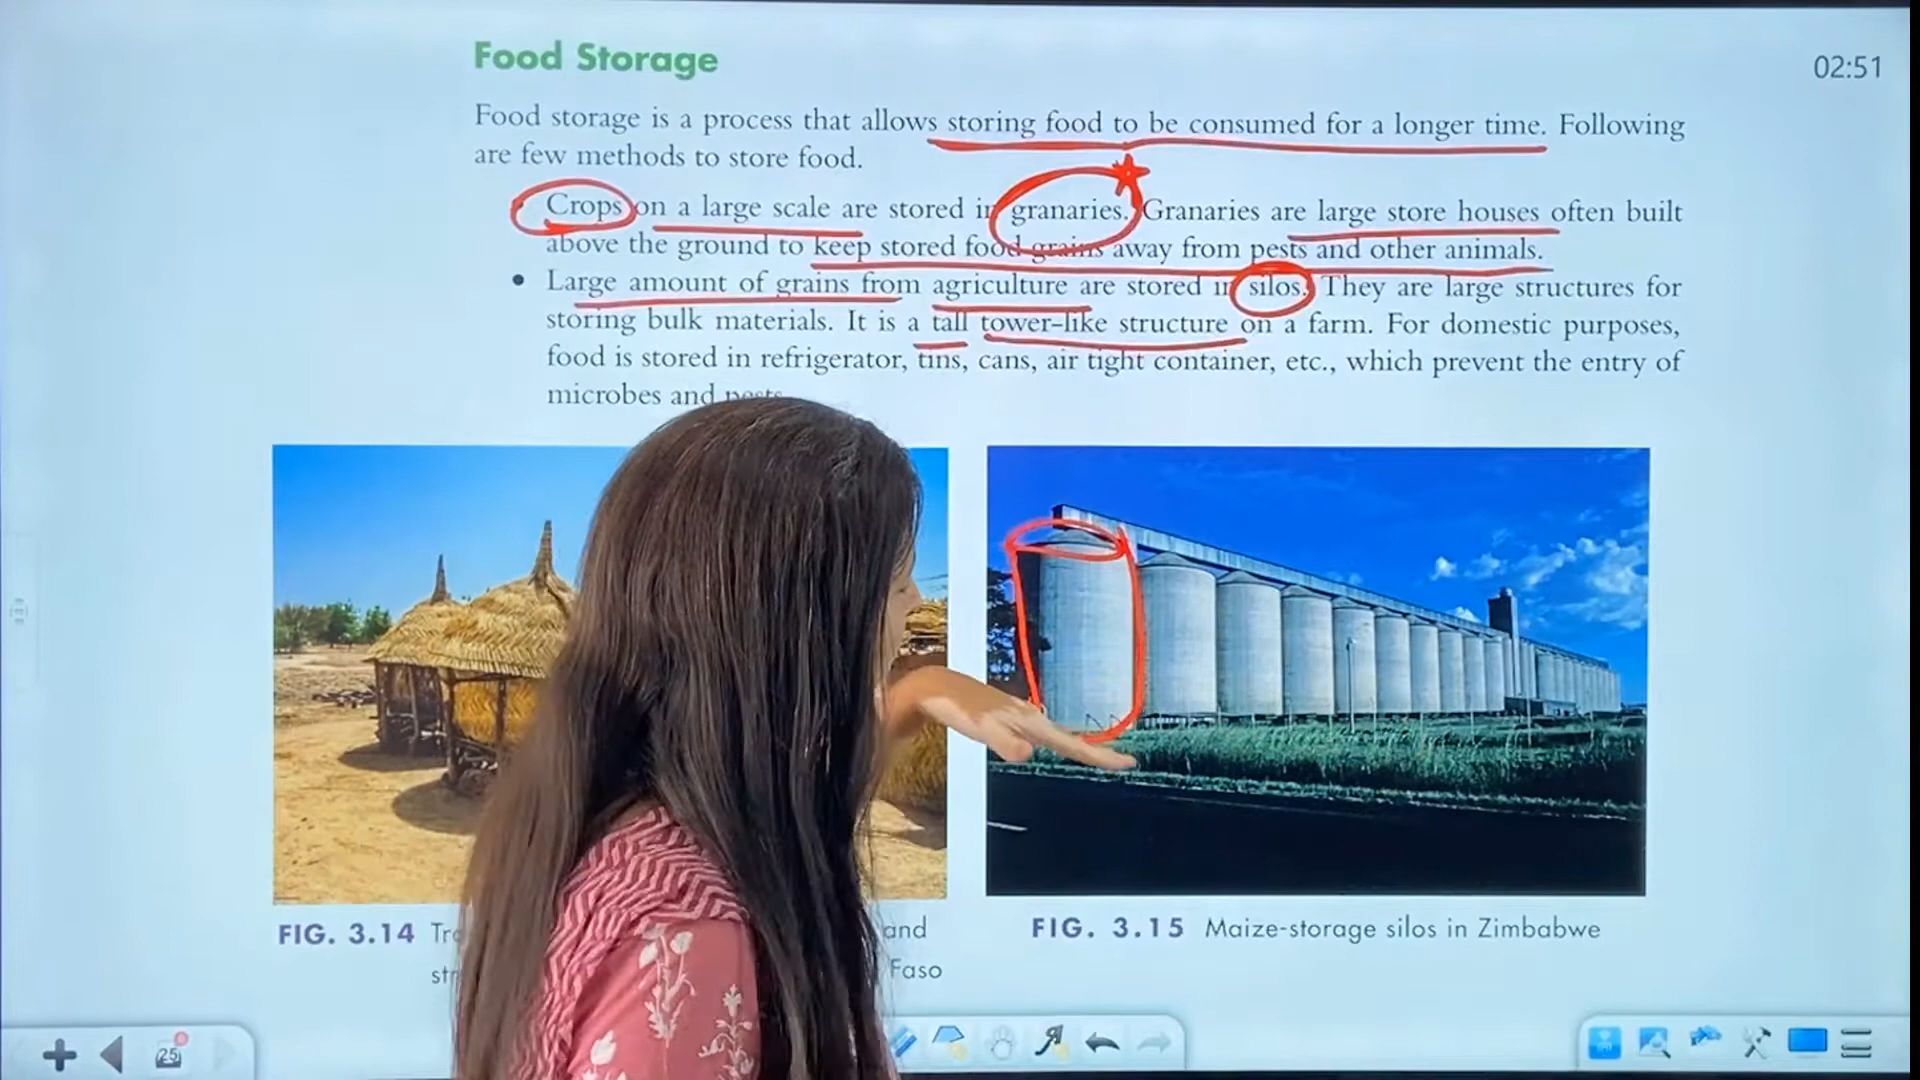 Food Storage
02:51
Food storage is a process that allows storing food to be consumed for a longer time. Following
are few methods to store food.
Crops on a large scale are stored in granaries. Granaries are large store houses often built
above the ground to keep stored food grains away from pests and other animals.
• Large amount of grains from agriculture are stored in silos. They are large structures for
storing bulk materials. It is a tall tower-like structure on a farm. For domestic purposes,
food is stored in refrigerator, tins, cans, air tight container, etc., which prevent the entry of
microbes and pests
FIG. 3.14 and
Faso
FIG. 3.15 Maize-storage silos in Zimbabwe
25